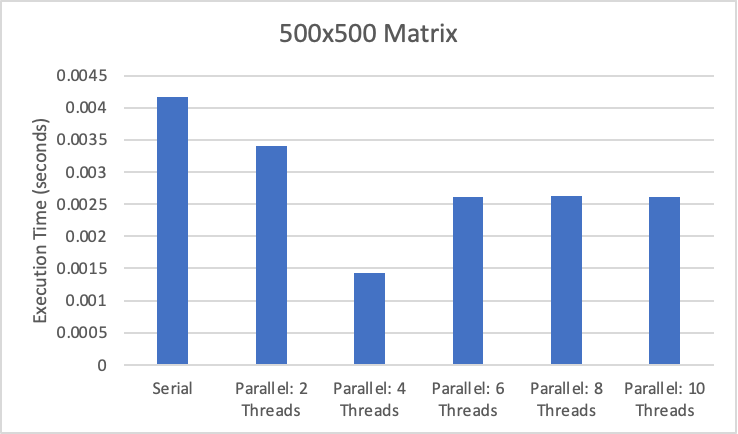 500x500 Matrix
Execution Time (seconds)
0.0045
0.004
0.0035
0.003
0.0025
0.002
0.0015
0.001
0.0005
0
Serial
Parallel: 2
Threads
Parallel: 4
Threads
Parallel: 6
Threads
Parallel: 8
Threads
Parallel: 10
Threads